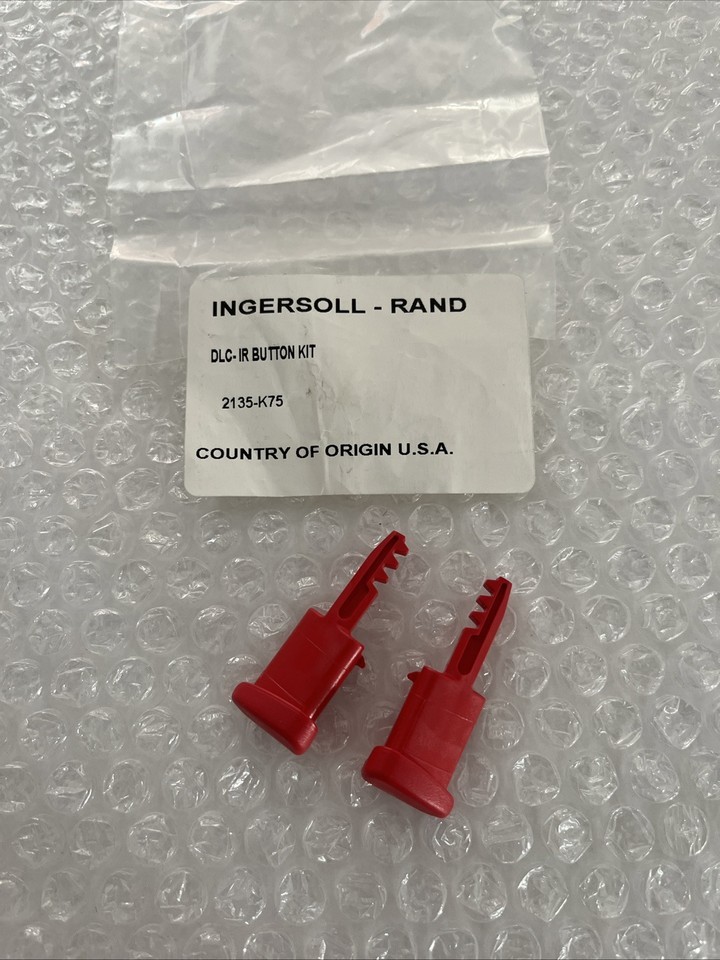 INGERSOLL - RAND
DLC- IR BUTTON KIT
2135-K75
COUNTRY OF ORIGIN U.S.A.